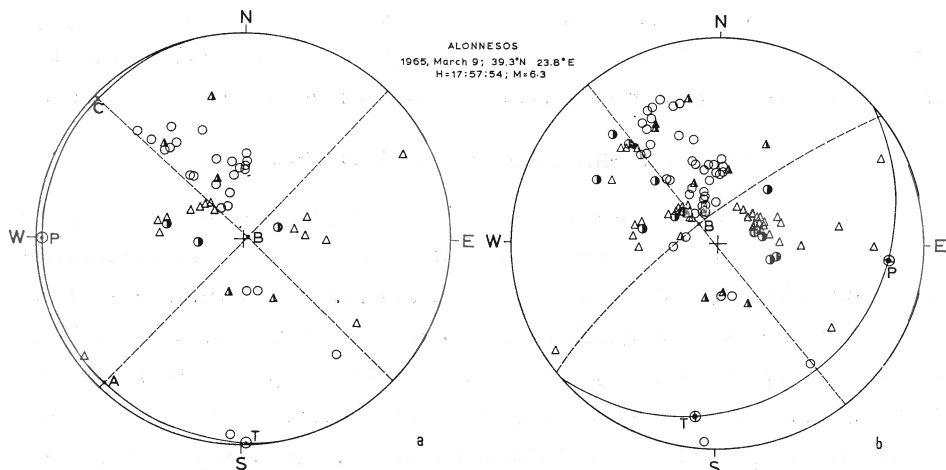 N
N
ALONNESOS
1965, March 9; 39.3°N 23.8°E
H=17:57:54; M=6·3
C
W
P
B
E
W
B
E
P
A
T
T
a
b
S
S